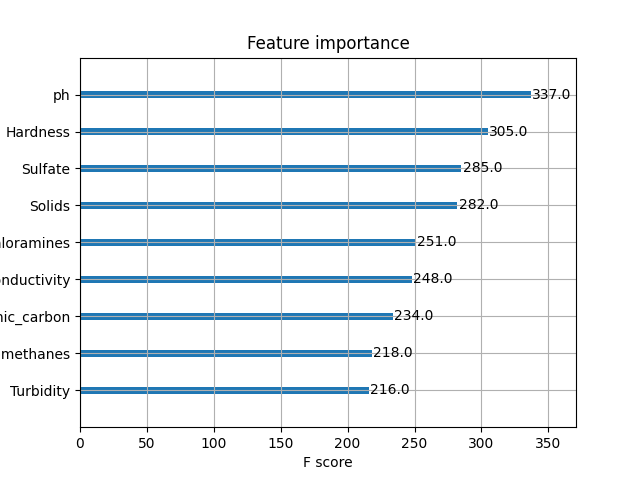 Feature importance
ph 337.0
Hardness 305.0
Sulfate 285.0
Solids 282.0
loramines 251.0
nductivity 248.0
nic_carbon 234.0
methanes 218.0
Turbidity 216.0
0 50 100 150 200 250 300 350
F score